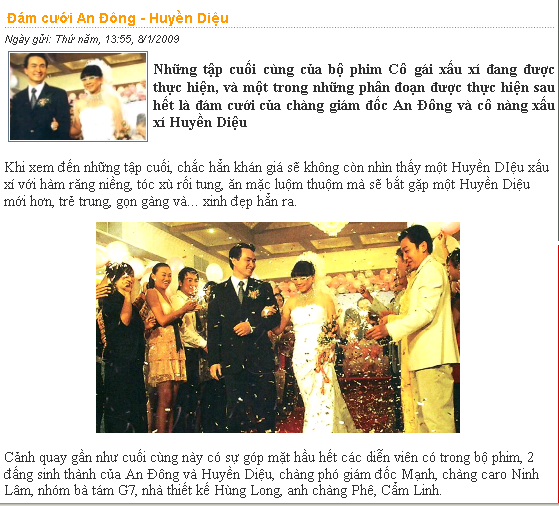 Đám cưới An Đông - Huyền Diệu
Ngày gửi: Thứ năm, 13:55, 8/1/2009
Những tập cuối cùng của bộ phim Cô gái xấu xí đang được
thực hiện, và một trong những phân đoạn được thực hiện sau
hết là đám cưới của chàng giám đốc An Đông và cô nàng xấu
xí Huyền Diệu
Khi xem đến những tập cuối, chắc hẳn khán giả sẽ không còn nhìn thấy một Huyền DIệu xấu
xí với hàm răng niềng, tóc xù rối tung, ăn mặc luộm thuộm mà sẽ bắt gặp một Huyền Diệu
mới hơn, trẻ trung, gọn gàng và... xinh đẹp hẳn ra.
Cảnh quay gần như cuối cùng này có sự góp mặt hầu hết các diễn viên có trong bộ phim, 2
đấng sinh thành của An Đông và Huyền Diệu, chàng phó giám đốc Mạnh, chàng caro Ninh
Lâm, nhóm bà tám G7, nhà thiết kế Hùng Long, anh chàng Phê, Cẩm Linh.